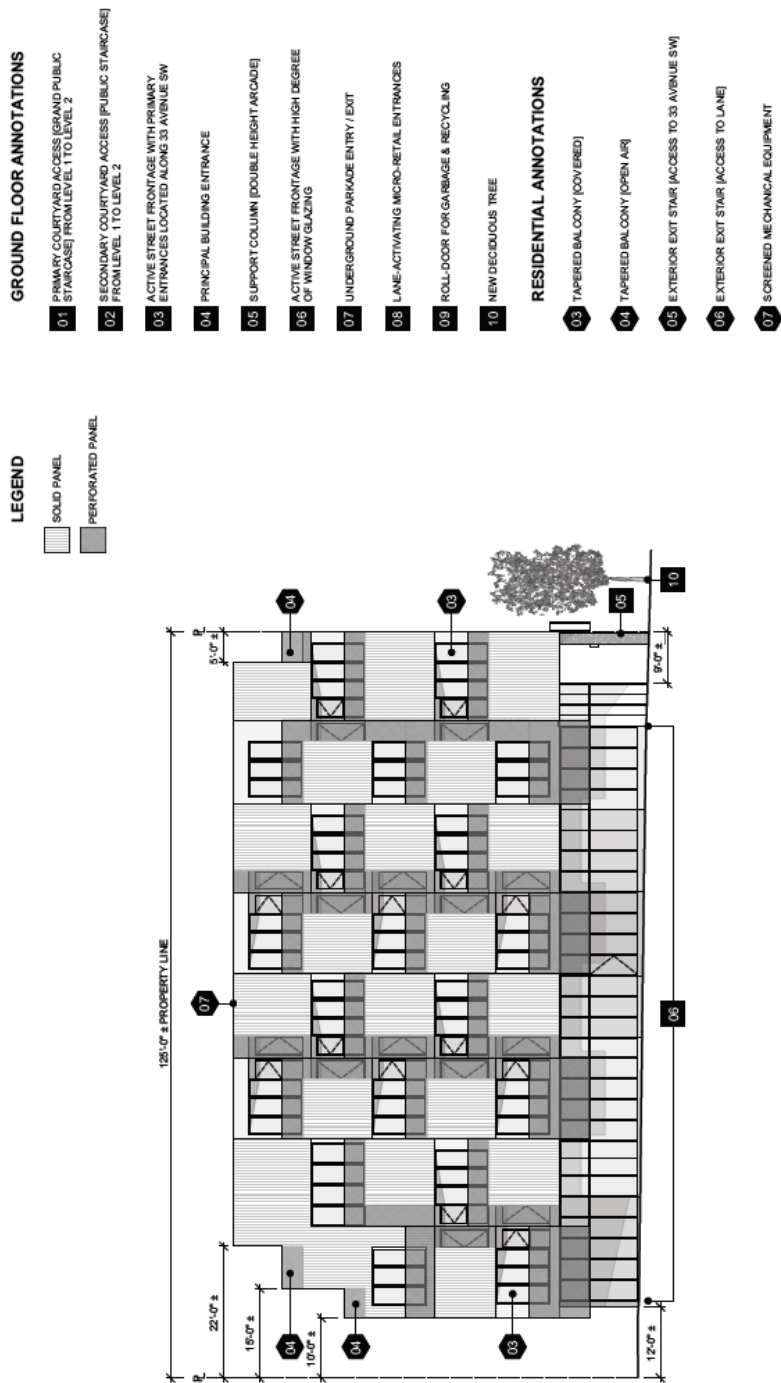 GROUND FLOOR ANNOTATIONS
01
PRIMARY COURTYARD ACCESS [GRAND PUBLIC
STAIRCASE] FROM LEVEL 1 TO LEVEL 2
02
SECONDARY COURTYARD ACCESS [PUBLIC STAIRCASE]
FROM LEVEL 1 TO LEVEL 2
03
ACTIVE STREET FRONTAGE WITH PRIMARY
ENTRANCES LOCATED ALONG 33 AVENUE SW
04
PRINCIPAL BUILDING ENTRANCE
05
SUPPORT COLUMN [DOUBLE HEIGHT ARCADE]
06
ACTIVE STREET FRONTAGE WITH HIGH DEGREE
OF WINDOW GLAZING
07
UNDERGROUND PARKADE ENTRY / EXIT
08
LANE-ACTIVATING MICRO-RETAIL ENTRANCES
09
ROLL-DOOR FOR GARBAGE & RECYCLING
10
NEW DECIDUOUS TREE
RESIDENTIAL ANNOTATIONS
03
TAPERED BALCONY [COVERED]
04
TAPERED BALCONY [OPEN AIR]
05
EXTERIOR EXIT STAIR [ACCESS TO 33 AVENUE SW]
06
EXTERIOR EXIT STAIR [ACCESS TO LANE]
07
SCREENED MECHANICAL EQUIPMENT
LEGEND
SOLID PANEL
PERFORATED PANEL
125'-0" ± PROPERTY LINE
P
P
22'-0" ±
15'-0" ±
10'-0" ±
5'-0" ±
07
04
04
04
03
03
05
10
06
12'-0" ±
9'-0" ±